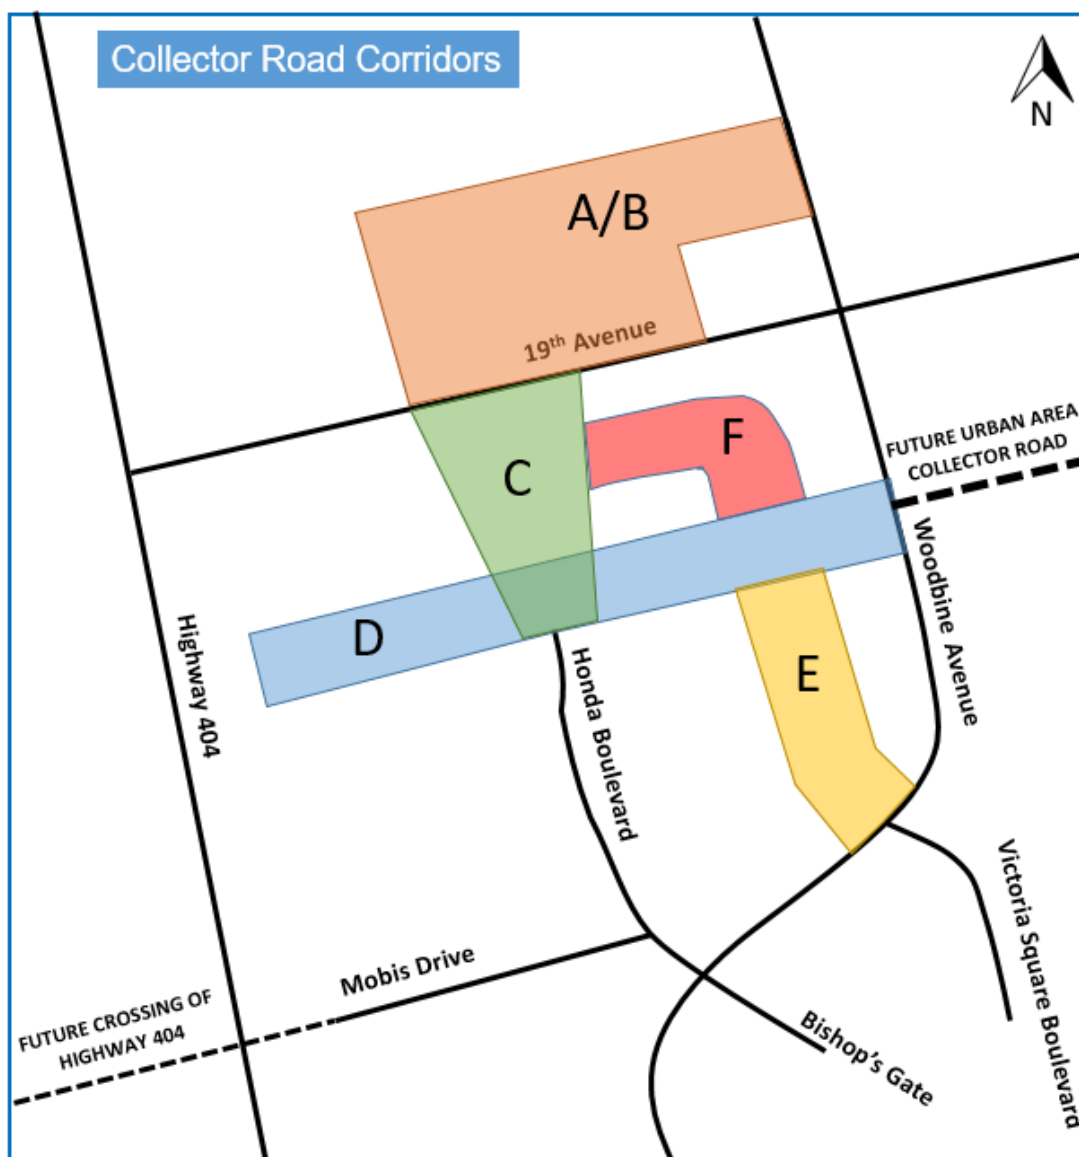 Collector Road Corridors
N
A/B
19th Avenue
F
FUTURE URBAN AREA
COLLECTOR ROAD
C
Woodbine Avenue
D
Highway 404
Honda Boulevard
E
Victoria Square Boulevard
Mobis Drive
FUTURE CROSSING OF
HIGHWAY 404
Bishop's Gate